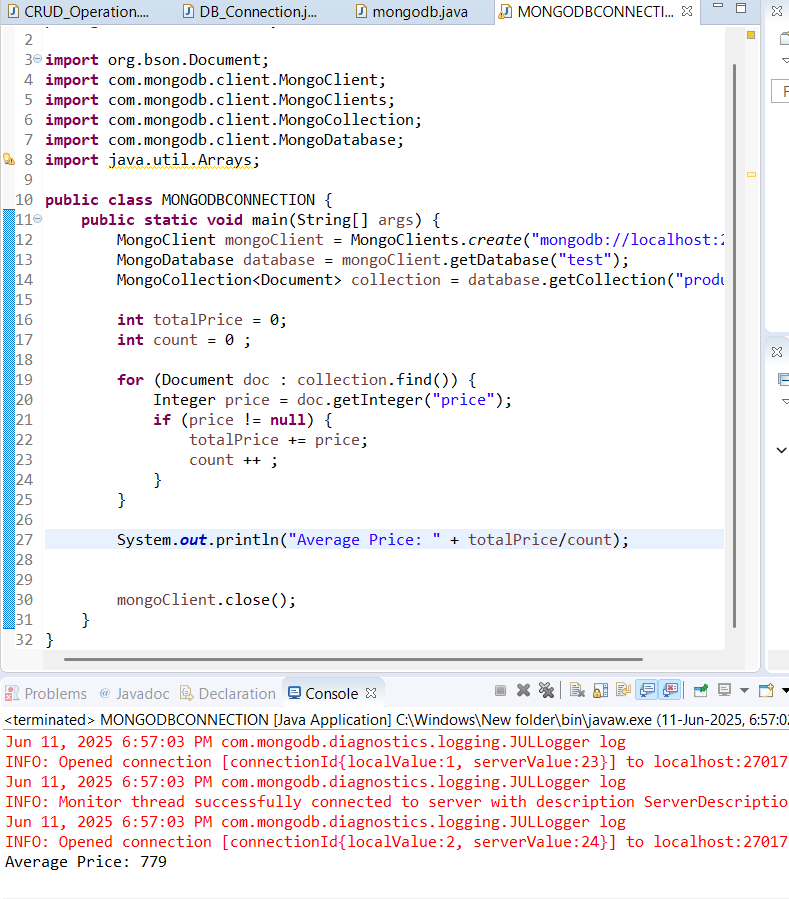 CRUD_Operation.... DB_Connection.j... mongodb.java MONGODBCONNECTI...
2
3 import org.bson.Document;
4 import com.mongodb.client.MongoClient;
5 import com.mongodb.client.MongoClients;
6 import com.mongodb.client.MongoCollection;
7 import com.mongodb.client.MongoDatabase;
8 import java.util.Arrays;
9
10 public class MONGODBCONNECTION {
11 public static void main(String[] args) {
12 MongoClient mongoClient = MongoClients.create("mongodb://localhost:2
13 MongoDatabase database = mongoClient.getDatabase("test");
14 MongoCollection<Document> collection = database.getCollection("produ
15
16 int totalPrice = 0;
17 int count = 0 ;
18
19 for (Document doc : collection.find()) {
20 Integer price = doc.getInteger("price");
21 if (price != null) {
22 totalPrice += price;
23 count ++ ;
24 }
25 }
26
27 System.out.println("Average Price: " + totalPrice/count);
28
29
30 mongoClient.close();
31 }
32 }
Problems Javadoc Declaration Console
<terminated> MONGODBCONNECTION [Java Application] C:\Windows\New folder\bin\javaw.exe (11-Jun-2025, 6:57:02
Jun 11, 2025 6:57:03 PM com.mongodb.diagnostics.logging.JULLogger log
INFO: Opened connection [connectionId{localValue:1, serverValue:23}] to localhost:27017
Jun 11, 2025 6:57:03 PM com.mongodb.diagnostics.logging.JULLogger log
INFO: Monitor thread successfully connected to server with description ServerDescriptio
Jun 11, 2025 6:57:03 PM com.mongodb.diagnostics.logging.JULLogger log
INFO: Opened connection [connectionId{localValue:2, serverValue:24}] to localhost:27017
Average Price: 779